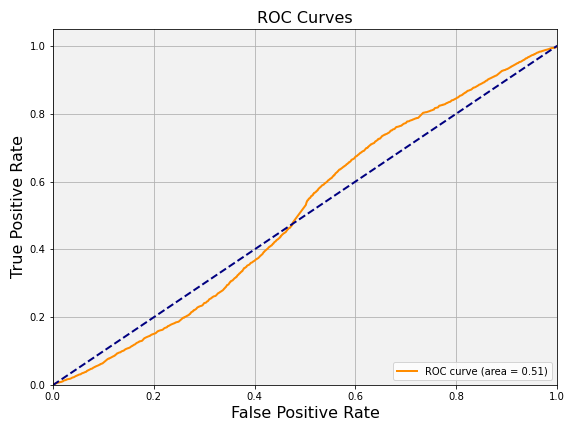 ROC Curves
True Positive Rate
1.0
0.8
0.6
0.4
0.2
0.0
0.0 0.2 0.4 0.6 0.8 1.0
False Positive Rate
ROC curve (area = 0.51)